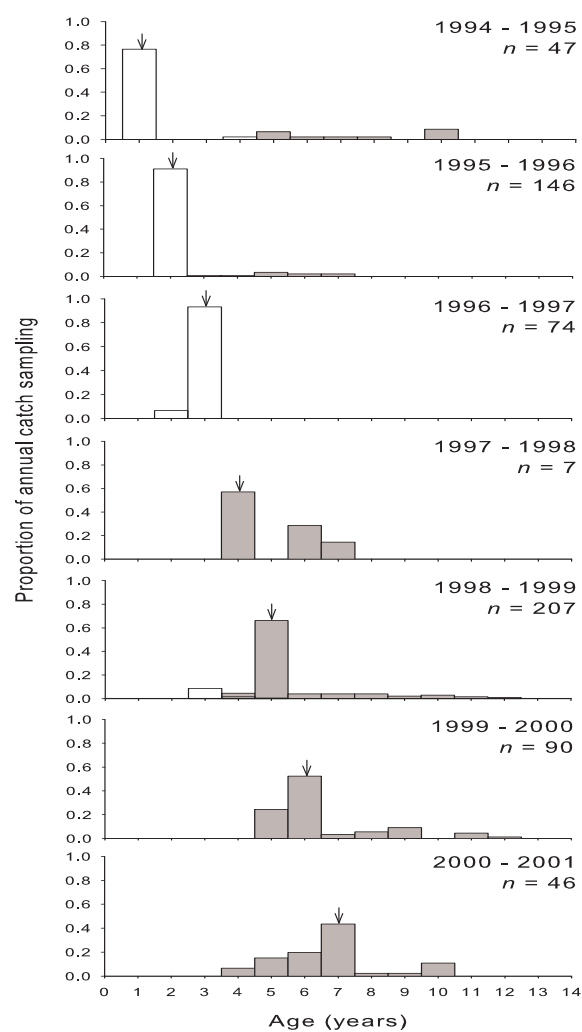 Proportion of annual catch sampling
1994 - 1995
n = 47
1.0
0.8
0.6
0.4
0.2
0.0
1995 - 1996
n = 146
1.0
0.8
0.6
0.4
0.2
0.0
1996 - 1997
n = 74
1.0
0.8
0.6
0.4
0.2
0.0
1997 - 1998
n = 7
1.0
0.8
0.6
0.4
0.2
0.0
1998 - 1999
n = 207
1.0
0.8
0.6
0.4
0.2
0.0
1999 - 2000
n = 90
1.0
0.8
0.6
0.4
0.2
0.0
2000 - 2001
n = 46
1.0
0.8
0.6
0.4
0.2
0.0
0 1 2 3 4 5 6 7 8 9 10 11 12 13 14
Age (years)